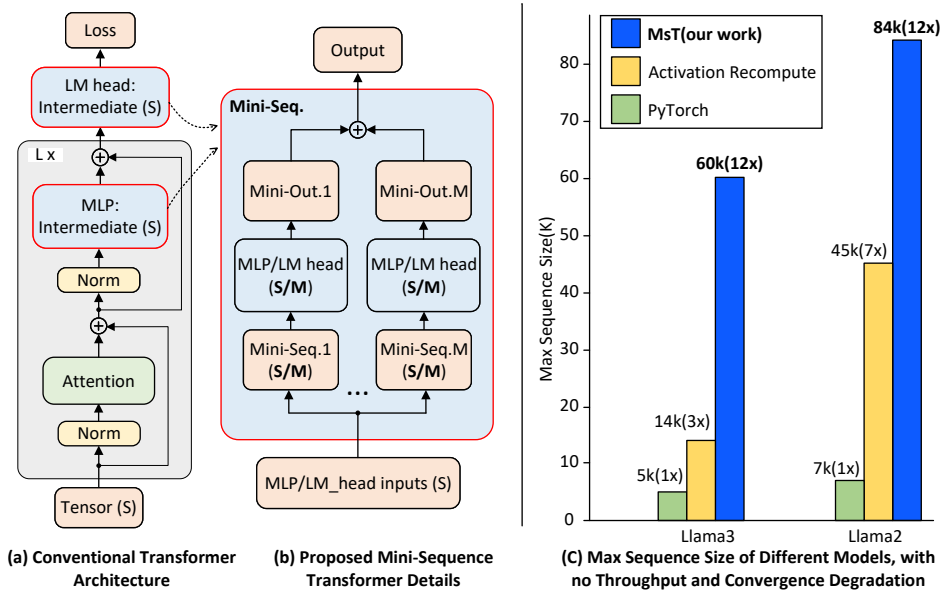 Loss
LM head:
Intermediate (S)
L x
MLP:
Intermediate (S)
Norm
Attention
Norm
Tensor (S)
(a) Conventional Transformer
Architecture
Output
Mini-Seq.
Mini-Out.1
Mini-Out.M
MLP/LM head
(S/M)
MLP/LM head
(S/M)
Mini-Seq.1
(S/M)
Mini-Seq.M
(S/M)
...
MLP/LM_head inputs (S)
(b) Proposed Mini-Sequence
Transformer Details
MsT(our work)
Activation Recompute
PyTorch
Max Sequence Size(K)
80
70
60
50
40
30
20
10
0
5k(1x)
14k(3x)
60k(12x)
7k(1x)
45k(7x)
84k(12x)
Llama3
Llama2
(C) Max Sequence Size of Different Models, with
no Throughput and Convergence Degradation